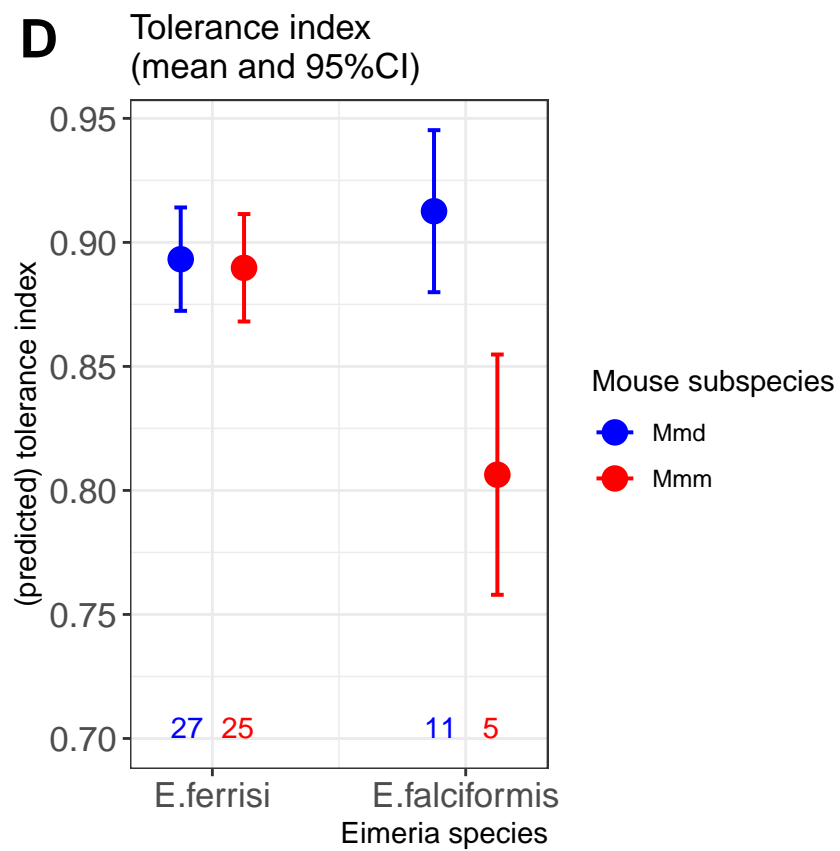 D
Tolerance index
(mean and 95%CI)
(predicted) tolerance index
0.95
0.90
0.85
0.80
0.75
0.70
27 25 11 5
E.ferrisi E.falciformis
Eimeria species
Mouse subspecies
Mmd
Mmm